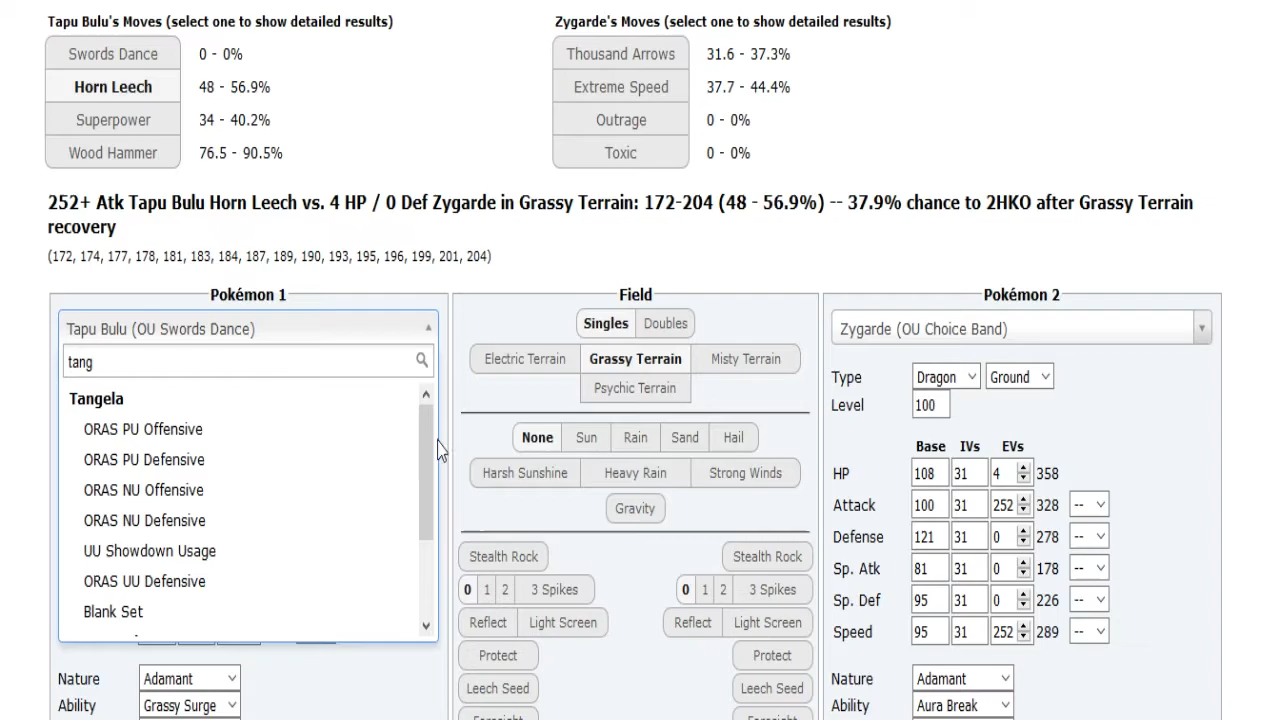 Tapu Bulu's Moves (select one to show detailed results)
Swords Dance 0 - 0%
Horn Leech 48 - 56.9%
Superpower 34 - 40.2%
Wood Hammer 76.5 - 90.5%
Zygarde's Moves (select one to show detailed results)
Thousand Arrows 31.6 - 37.3%
Extreme Speed 37.7 - 44.4%
Outrage 0 - 0%
Toxic 0 - 0%
252+ Atk Tapu Bulu Horn Leech vs. 4 HP / 0 Def Zygarde in Grassy Terrain: 172-204 (48 - 56.9%) -- 37.9% chance to 2HKO after Grassy Terrain
recovery
(172, 174, 177, 178, 181, 183, 184, 187, 189, 190, 193, 195, 196, 199, 201, 204)
Pokémon 1
Tapu Bulu (OU Swords Dance)
tang
Tangela
ORAS PU Offensive
ORAS PU Defensive
ORAS NU Offensive
ORAS NU Defensive
UU Showdown Usage
ORAS UU Defensive
Blank Set
Nature Adamant
Ability Grassy Surge
Field
Singles Doubles
Electric Terrain Grassy Terrain Misty Terrain
Psychic Terrain
None Sun Rain Sand Hail
Harsh Sunshine Heavy Rain Strong Winds
Gravity
Stealth Rock Stealth Rock
0 1 2 3 Spikes 0 1 2 3 Spikes
Reflect Light Screen Reflect Light Screen
Protect Protect
Leech Seed Leech Seed
Foresight Foresight
Pokémon 2
Zygarde (OU Choice Band)
Type Dragon Ground
Level 100
Base IVs EVs
HP 108 31 4 358
Attack 100 31 252 328 --
Defense 121 31 0 278 --
Sp. Atk 81 31 0 178 --
Sp. Def 95 31 0 226 --
Speed 95 31 252 289 --
Nature Adamant
Ability Aura Break